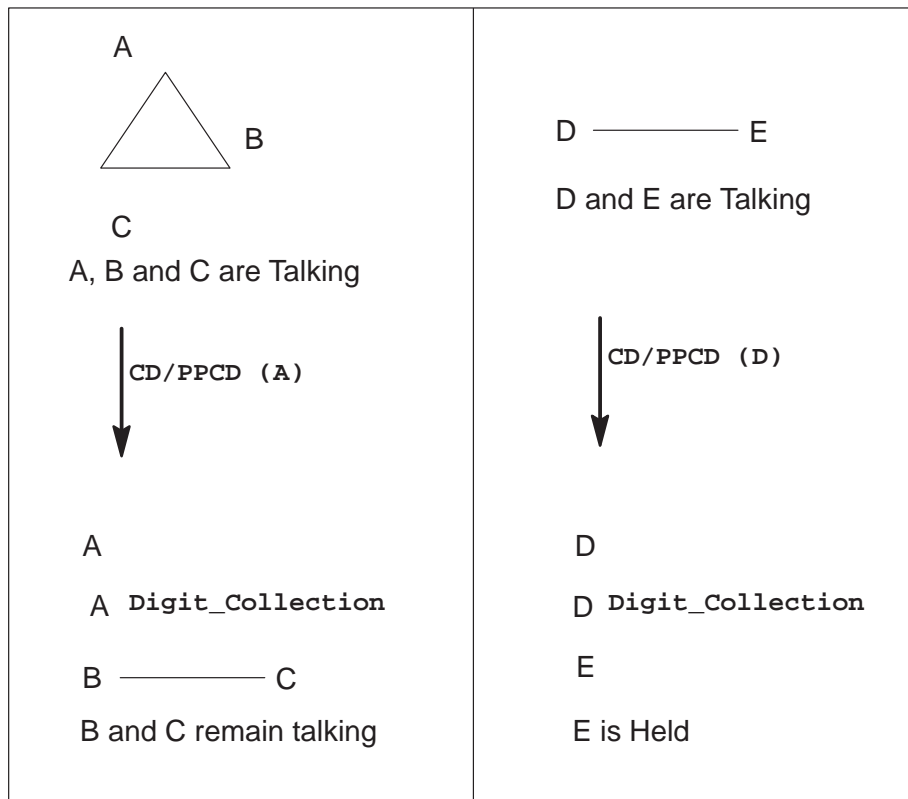 A
B
C
A, B and C are Talking
CD/PPCD (A)
A
A Digit_Collection
B C
B and C remain talking
D E
D and E are Talking
CD/PPCD (D)
D
D Digit_Collection
E
E is Held